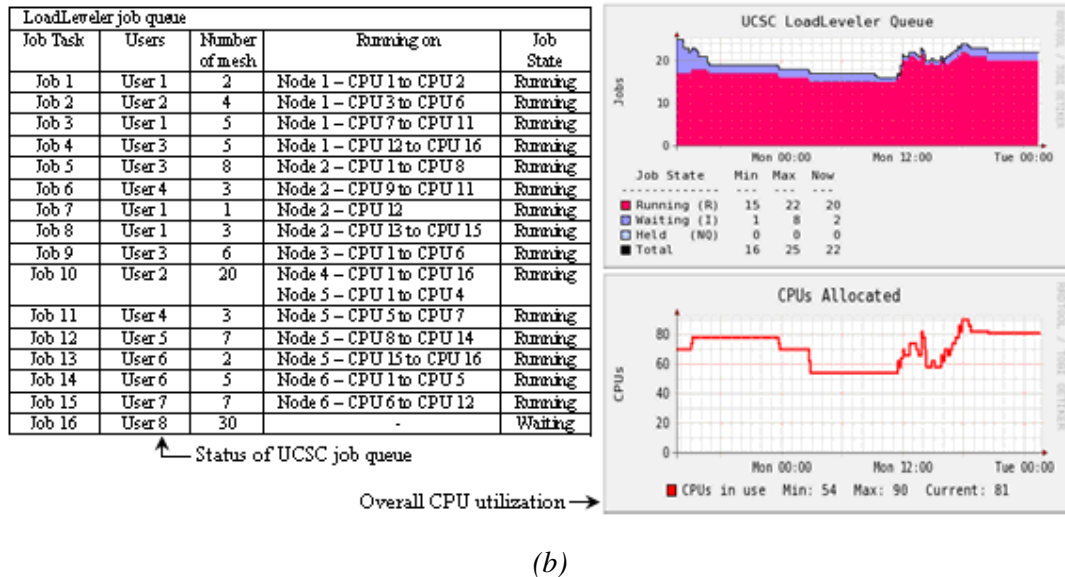 LoadLeveler job queue
Job Task Users Number of mesh Running on Job State
Job 1 User 1 2 Node 1 – CPU 1 to CPU 2 Running
Job 2 User 2 4 Node 1 – CPU 3 to CPU 6 Running
Job 3 User 1 5 Node 1 – CPU 7 to CPU 11 Running
Job 4 User 3 5 Node 1 – CPU 12 to CPU 16 Running
Job 5 User 3 8 Node 2 – CPU 1 to CPU 8 Running
Job 6 User 4 3 Node 2 – CPU 9 to CPU 11 Running
Job 7 User 1 1 Node 2 – CPU 12 Running
Job 8 User 1 3 Node 2 – CPU 13 to CPU 15 Running
Job 9 User 3 6 Node 3 – CPU 1 to CPU 6 Running
Job 10 User 2 20 Node 4 – CPU 1 to CPU 16 Running
Node 5 – CPU 1 to CPU 4
Job 11 User 4 3 Node 5 – CPU 5 to CPU 7 Running
Job 12 User 5 7 Node 5 – CPU 8 to CPU 14 Running
Job 13 User 6 2 Node 5 – CPU 15 to CPU 16 Running
Job 14 User 6 5 Node 6 – CPU 1 to CPU 5 Running
Job 15 User 7 7 Node 6 – CPU 6 to CPU 12 Running
Job 16 User 8 30 - Waiting
Status of UCSC job queue
Overall CPU utilization
UCSC LoadLeveler Queue
Jobs
20
10
0
Mon 00:00 Mon 12:00 Tue 00:00
Job State Min Max Now
------------- --- --- ---
Running (R) 15 22 20
Waiting (I) 1 8 2
Held (NQ) 0 0 0
Total 16 25 22
RRDTOOL / TOBI OETIKER
CPUs Allocated
CPUs
80
60
40
20
0
Mon 00:00 Mon 12:00 Tue 00:00
CPUs in use Min: 54 Max: 90 Current: 81
RRDTOOL / TOBI OETIKER
(b)